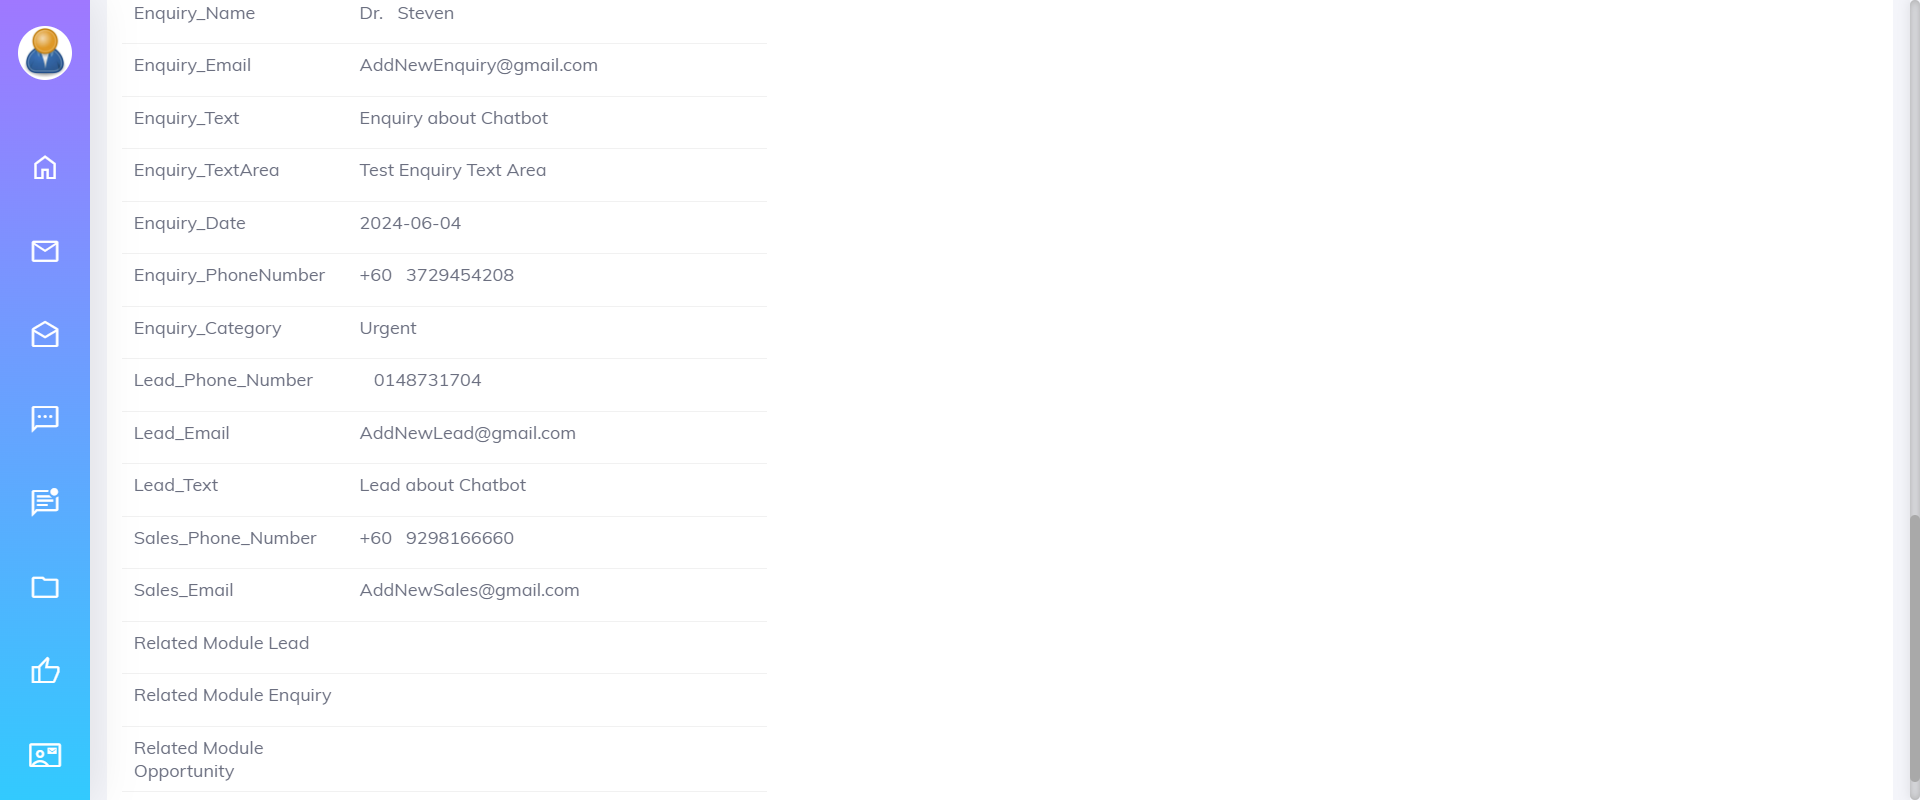 Enquiry_Name Dr. Steven
Enquiry_Email AddNewEnquiry@gmail.com
Enquiry_Text Enquiry about Chatbot
Enquiry_TextArea Test Enquiry Text Area
Enquiry_Date 2024-06-04
Enquiry_PhoneNumber +60 3729454208
Enquiry_Category Urgent
Lead_Phone_Number 0148731704
Lead_Email AddNewLead@gmail.com
Lead_Text Lead about Chatbot
Sales_Phone_Number +60 9298166660
Sales_Email AddNewSales@gmail.com
Related Module Lead
Related Module Enquiry
Related Module
Opportunity